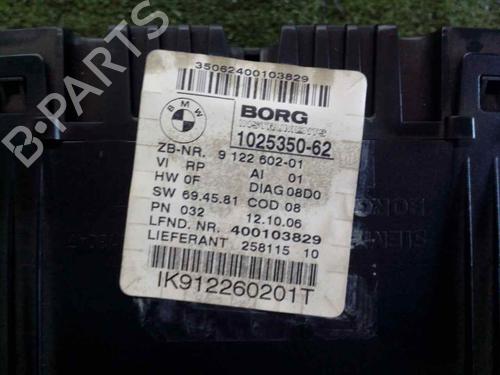 35062400103829
BMW
BORG
INSTRUMENTS
1025350-62
ZB-NR. 9 122 602-01
VI RP AI 01
HW 0F DIAG 08D0
SW 69.45.81 COD 08
PN 032 12.10.06
LFND. NR. 400103829
LIEFERANT 258115 10
IK912260201T
B-PARTS
BORG